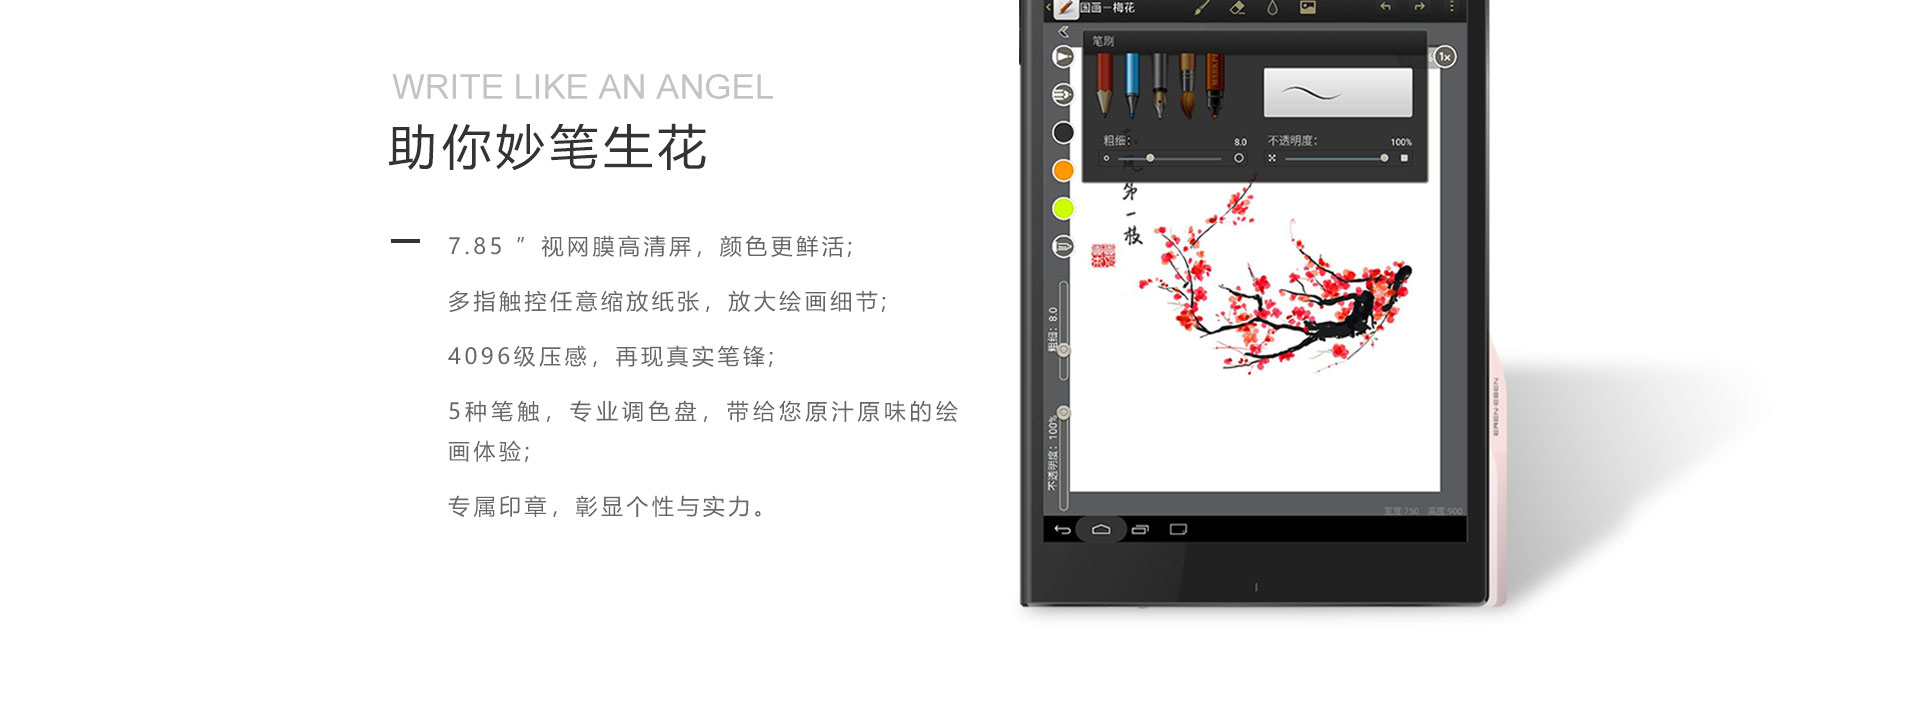 WRITE LIKE AN ANGEL
助你妙笔生花
7.85 ” 视网膜高清屏，颜色更鲜活;
多指触控任意缩放纸张，放大绘画细节;
4096级压感，再现真实笔锋;
5种笔触，专业调色盘，带给您原汁原味的绘
画体验;
专属印章，彰显个性与实力。
国画—梅花
笔刷
1x
粗细:
8.0
不透明度:
100%
第一枝
粗细: 8.0
不透明度: 100%
宽度:750 高度:900